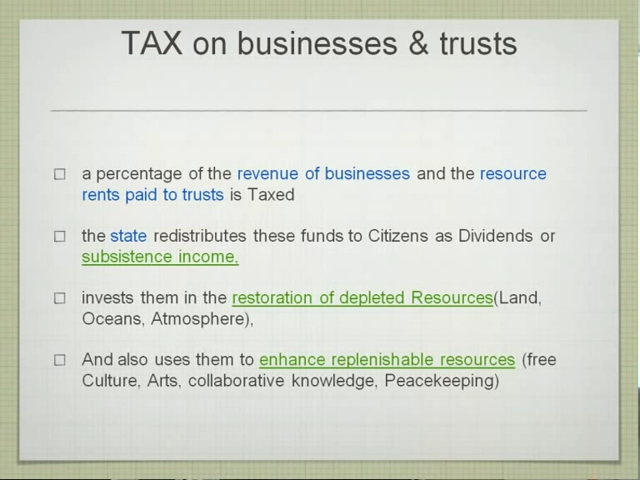 TAX on businesses & trusts
a percentage of the revenue of businesses and the resource
rents paid to trusts is Taxed
the state redistributes these funds to Citizens as Dividends or
subsistence income,
invests them in the restoration of depleted Resources(Land,
Oceans, Atmosphere),
And also uses them to enhance replenishable resources (free
Culture, Arts, collaborative knowledge, Peacekeeping)